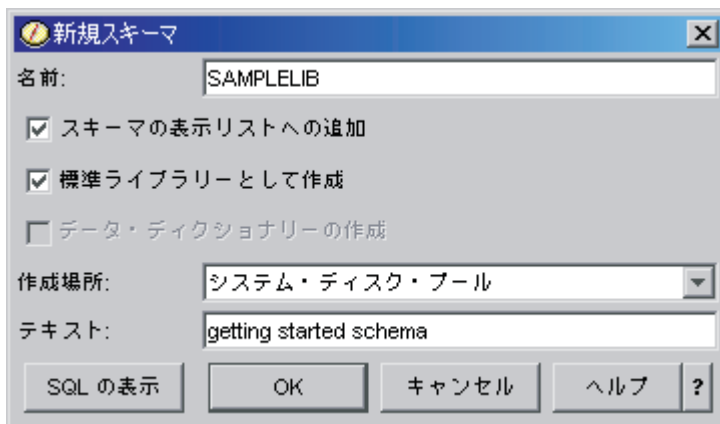 新規スキーマ
名前: SAMPLELIB
スキーマの表示リストへの追加
標準ライブラリーとして作成
データ・ディクショナリーの作成
作成場所: システム・ディスク・プール
テキスト: getting started schema
SQL の表示 OK キャンセル ヘルプ ?